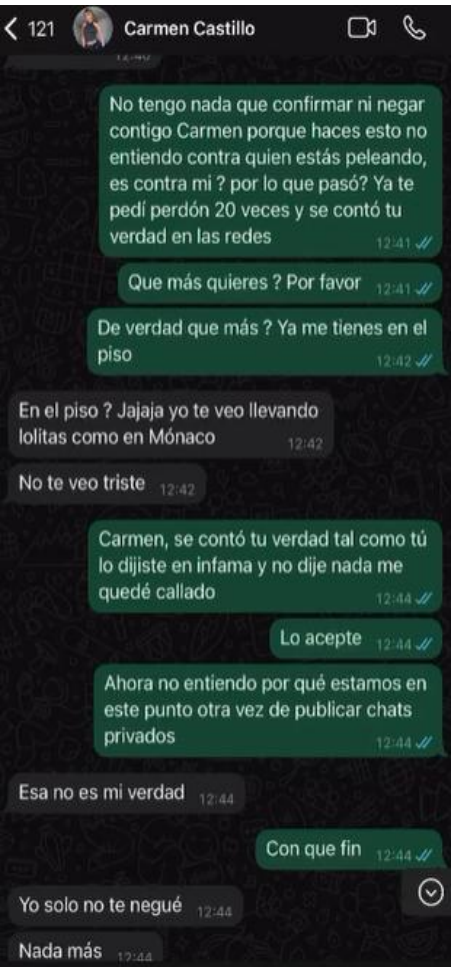 121
Carmen Castillo
12:40
No tengo nada que confirmar ni negar
contigo Carmen porque haces esto no
entiendo contra quien estás peleando,
es contra mi ? por lo que pasó? Ya te
pedí perdón 20 veces y se contó tu
verdad en las redes
12:41
Que más quieres ? Por favor 12:41
De verdad que más ? Ya me tienes en el
piso
12:42
En el piso ? Jajaja yo te veo llevando
lolitas como en Mónaco
12:42
No te veo triste 12:42
Carmen, se contó tu verdad tal como tú
lo dijiste en infama y no dije nada me
quedé callado
12:44
Lo acepte 12:44
Ahora no entiendo por qué estamos en
este punto otra vez de publicar chats
privados
12:44
Esa no es mi verdad 12:44
Con que fin 12:44
Yo solo no te negué 12:44
Nada más 12:44